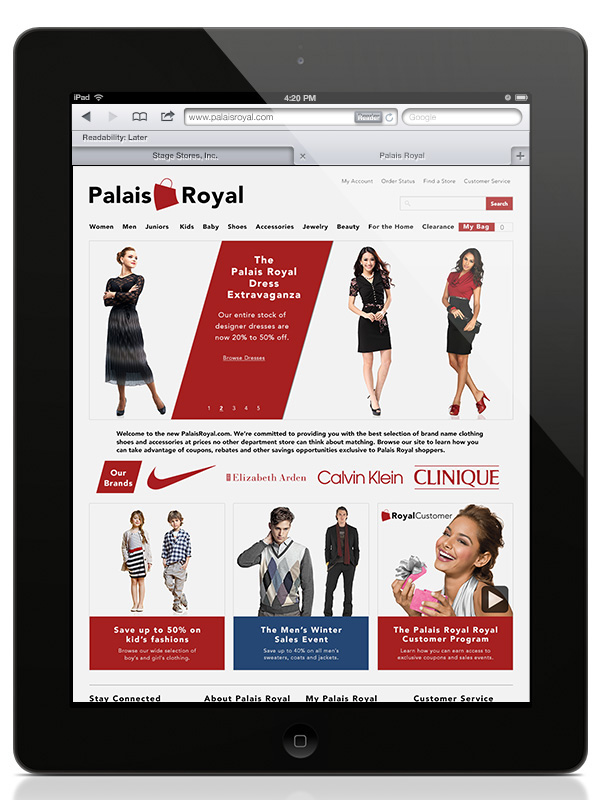 iPad
4:20 PM
www.palaisroyal.com
Reader
Google
Readability: Later
Stage Stores, Inc.
Palais Royal
My Account Order Status Find a Store Customer Service
Palais Royal
Search
Women Men Juniors Kids Baby Shoes Accessories Jewelry Beauty For the Home Clearance My Bag 0
The
Palais Royal
Dress
Extravaganza
Our entire stock of
designer dresses are
now 20% to 50% off.
Browse Dresses
1 2 3 4 5
Welcome to the new PalaisRoyal.com. We're committed to providing you with the best selection of brand name clothing
shoes and accessories at prices no other department store can think about matching. Browse our site to learn how you
can take advantage of coupons, rebates and other savings opportunities exclusive to Palais Royal shoppers.
Our
Brands
Elizabeth Arden
Calvin Klein
CLINIQUE
RoyalCustomer
Save up to 50% on
kid's fashions
Browse our wide selection of
boy's and girl's clothing.
The Men's Winter
Sales Event
Save up to 40% on all men's
sweaters, coats and jackets.
The Palais Royal Royal
Customer Program
Learn how you can earn access to
exclusive coupons and sales events.
Stay Connected About Palais Royal My Palais Royal Customer Service